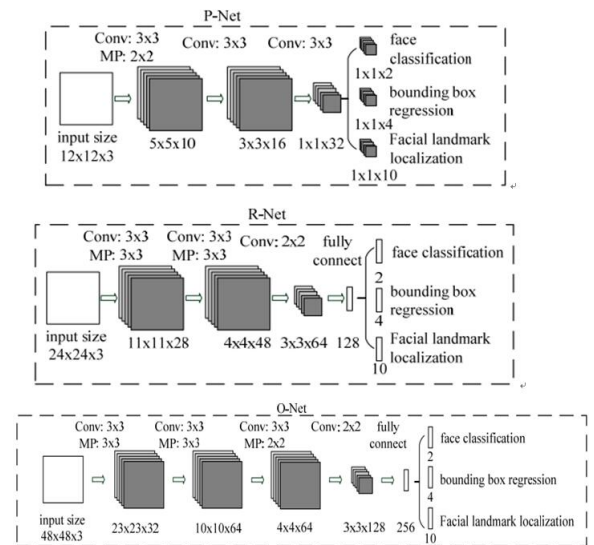 P-Net
Conv: 3x3 Conv: 3x3 Conv: 3x3
MP: 2x2
face
classification
1x1x2
bounding box
regression
1x1x4
Facial landmark
localization
1x1x10
input size
12x12x3
5x5x10
3x3x16
1x1x32
R-Net
Conv: 3x3 Conv: 3x3 Conv: 2x2 fully
MP: 3x3 MP: 3x3 connect
face classification
2
bounding box
regression
4
Facial landmark
localization
10
input size
24x24x3
11x11x28
4x4x48
3x3x64
128
O-Net
Conv: 3x3 Conv: 3x3 Conv: 3x3 Conv: 2x2 fully
MP: 3x3 MP: 3x3 MP: 2x2 connect
face classification
2
bounding box regression
4
Facial landmark localization
10
input size
48x48x3
23x23x32
10x10x64
4x4x64
3x3x128
256